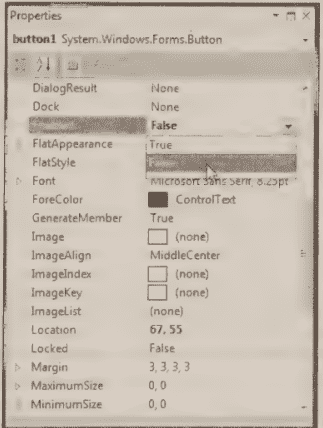 Properties
button1 System.Windows.Forms.Button
DialogResult None
Dock None
False
FlatAppearance True
FlatStyle
Font Microsoft Sans Serif, 8.25pt
ForeColor ControlText
GenerateMember True
Image (none)
ImageAlign MiddleCenter
ImageIndex (none)
ImageKey (none)
ImageList (none)
Location 67, 55
Locked False
Margin 3, 3, 3, 3
MaximumSize 0, 0
MinimumSize 0, 0